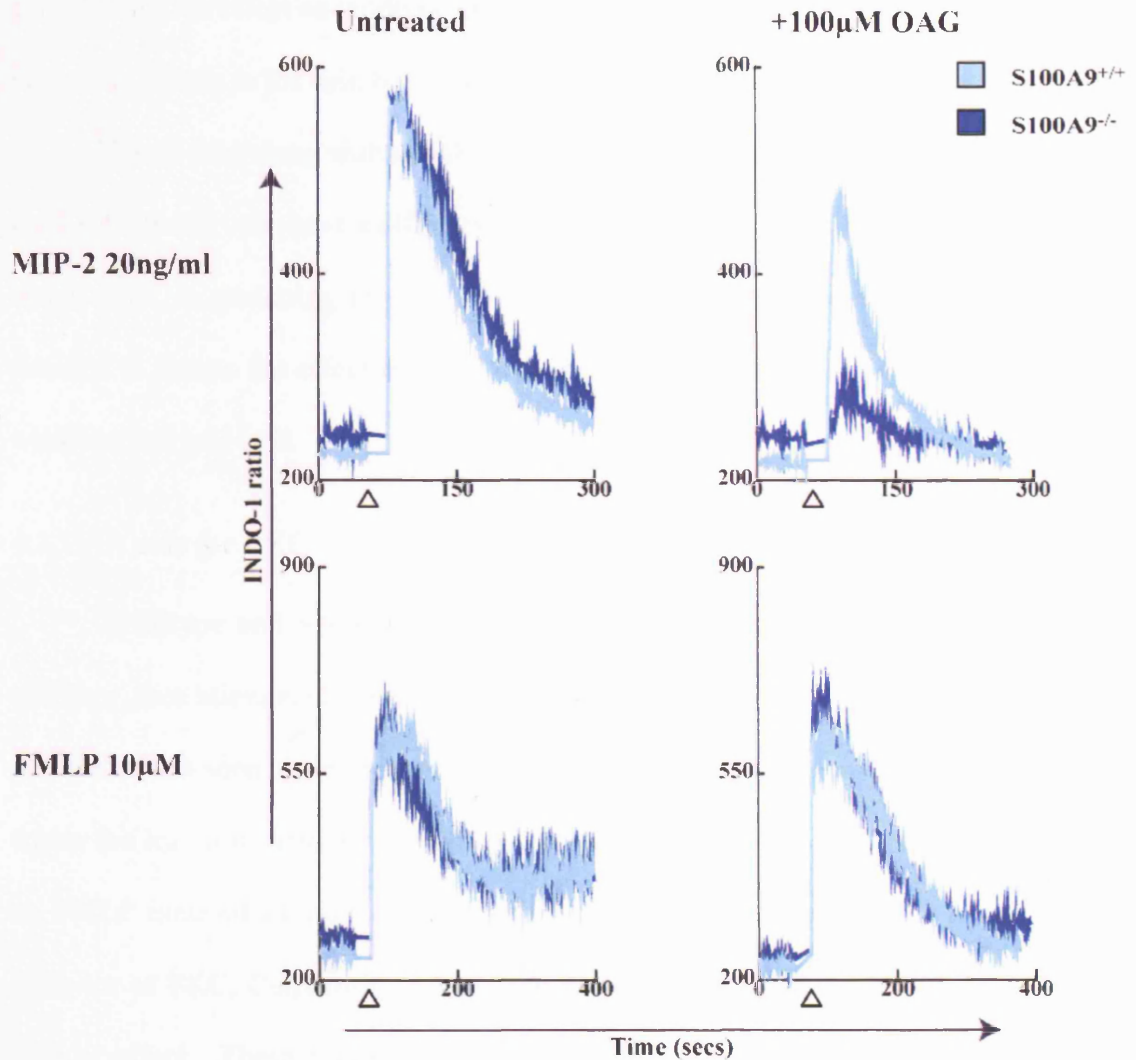 Untreated
+100µM OAG
S100A9+/+
S100A9-/-
MIP-2 20ng/ml
FMLP 10µM
INDO-1 ratio
600
400
200
0 150 300
600
400
200
0 150 300
900
550
200
0 200 400
900
550
200
0 200 400
Time (secs)